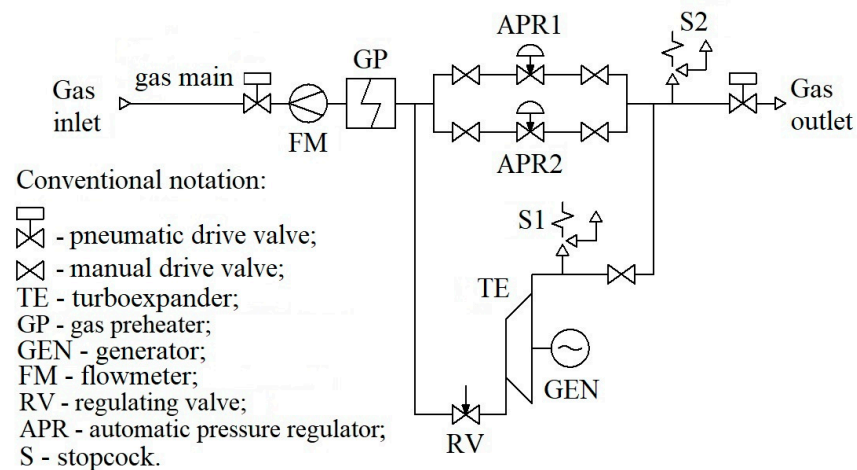 S2
APR1
GP
gas main
Gas
inlet
FM
Gas
outlet
APR2
Conventional notation:
S1
- pneumatic drive valve;
- manual drive valve;
TE
TE - turboexpander;
GP - gas preheater;
GEN - generator;
GEN
FM - flowmeter;
RV - regulating valve;
RV
APR - automatic pressure regulator;
S - stopcock.